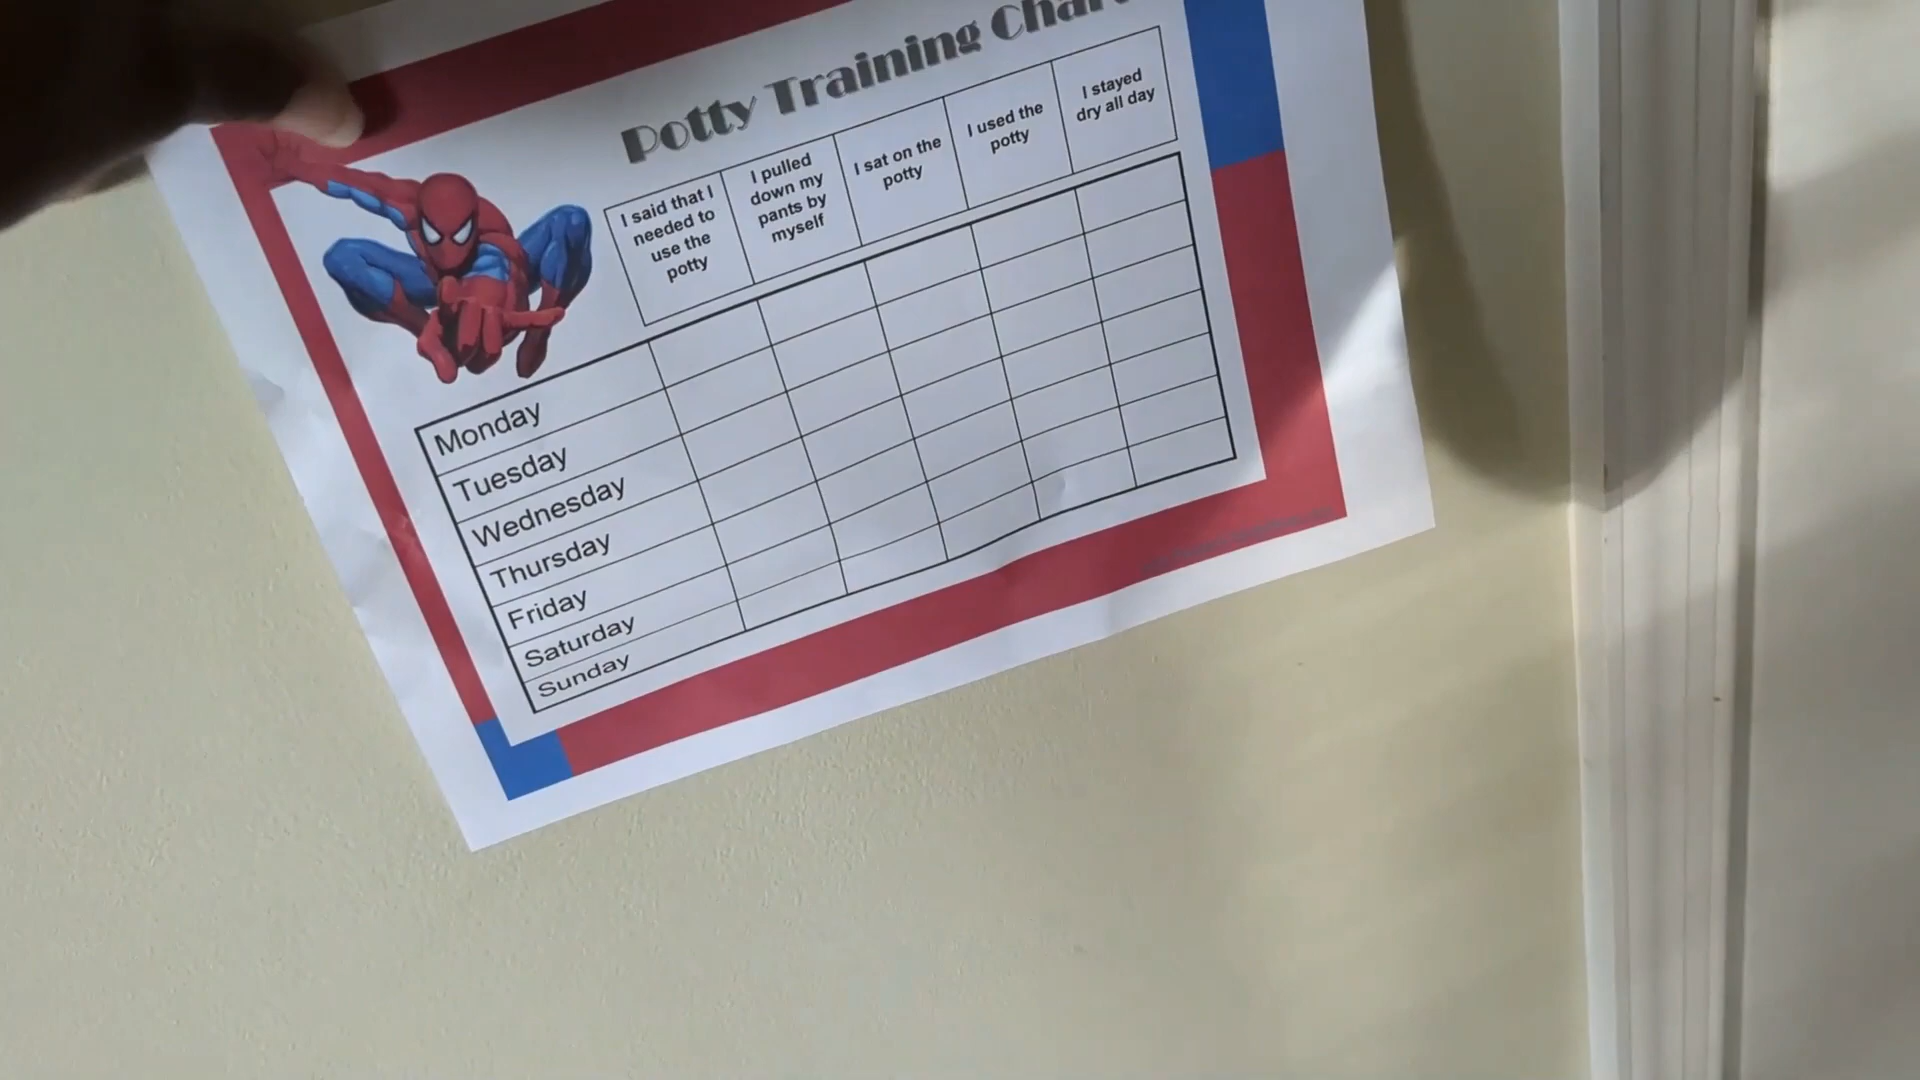 Potty Training Chart
I said that I
needed to
use the
potty
I pulled
down my
pants by
myself
I sat on the
potty
I used the
potty
I stayed
dry all day
Monday
Tuesday
Wednesday
Thursday
Friday
Saturday
Sunday